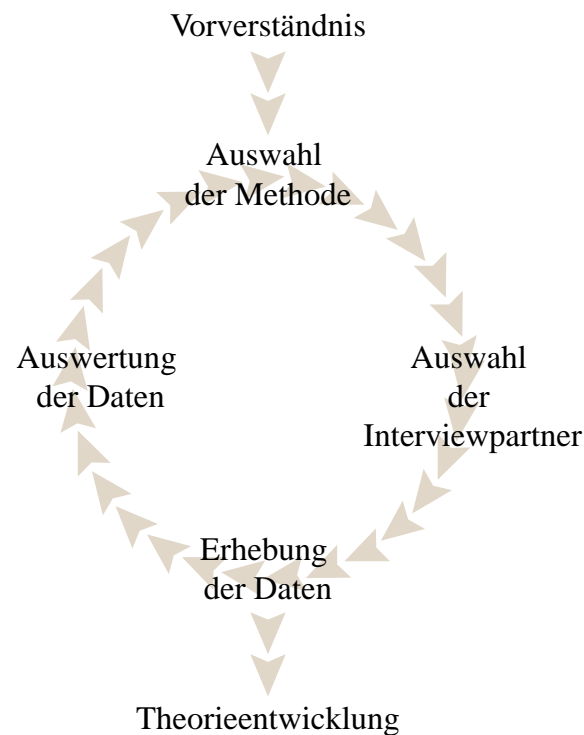 Vorverständnis
Auswahl
der Methode
Auswertung
der Daten
Auswahl
der
Interviewpartner
Erhebung
der Daten
Theorieentwicklung